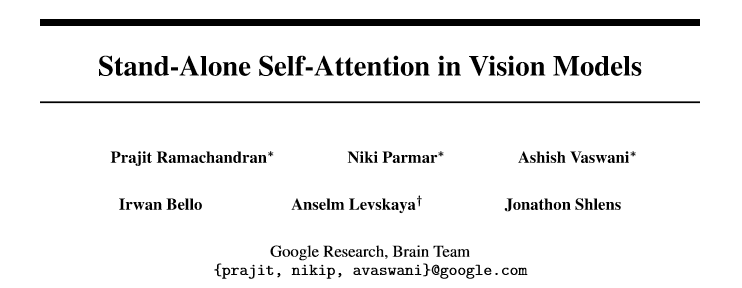 Stand-Alone Self-Attention in Vision Models
Prajit Ramachandran* Niki Parmar* Ashish Vaswani*
Irwan Bello Anselm Levskaya† Jonathon Shlens
Google Research, Brain Team
{prajit, nikip, avaswani}@google.com